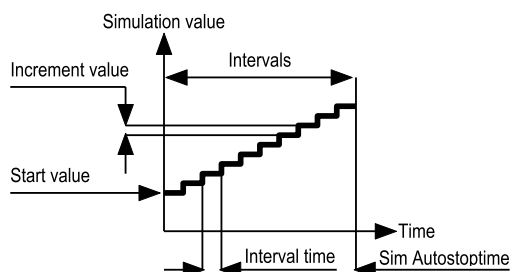 Simulation value
Intervals
Increment value
Start value
Time
Interval time
Sim Autostoptime